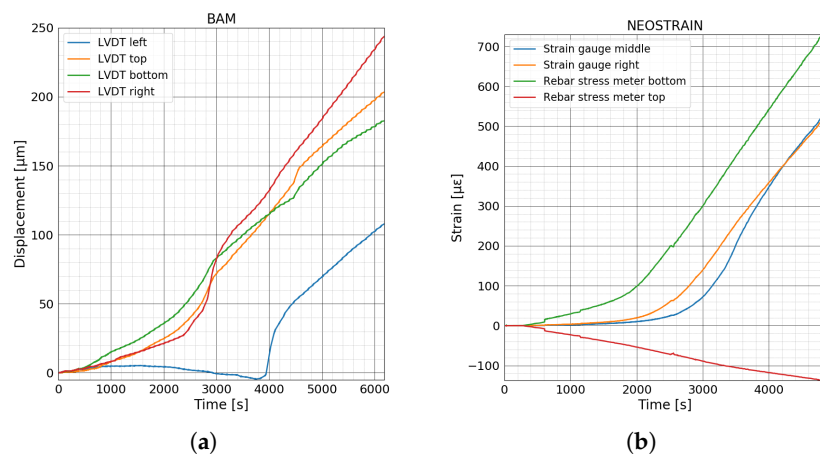 BAM
250
200
150
100
50
0
Displacement [μm]
LVDT left
LVDT top
LVDT bottom
LVDT right
0 1000 2000 3000 4000 5000 6000
Time [s]
(a)
NEOSTRAIN
700
600
500
400
300
200
100
0
−100
Strain [με]
Strain gauge middle
Strain gauge right
Rebar stress meter bottom
Rebar stress meter top
0 1000 2000 3000 4000
Time [s]
(b)